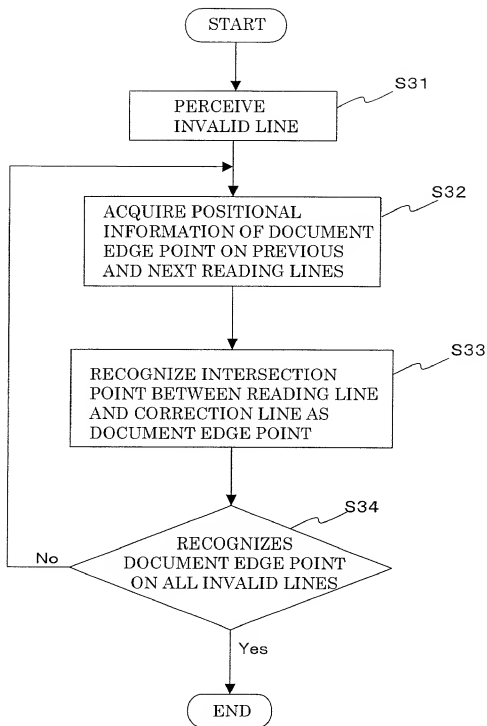 START
S31
PERCEIVE
INVALID LINE
S32
ACQUIRE POSITIONAL
INFORMATION OF DOCUMENT
EDGE POINT ON PREVIOUS
AND NEXT READING LINES
S33
RECOGNIZE INTERSECTION
POINT BETWEEN READING LINE
AND CORRECTION LINE AS
DOCUMENT EDGE POINT
S34
RECOGNIZES
DOCUMENT EDGE POINT
ON ALL INVALID LINES
No
Yes
END